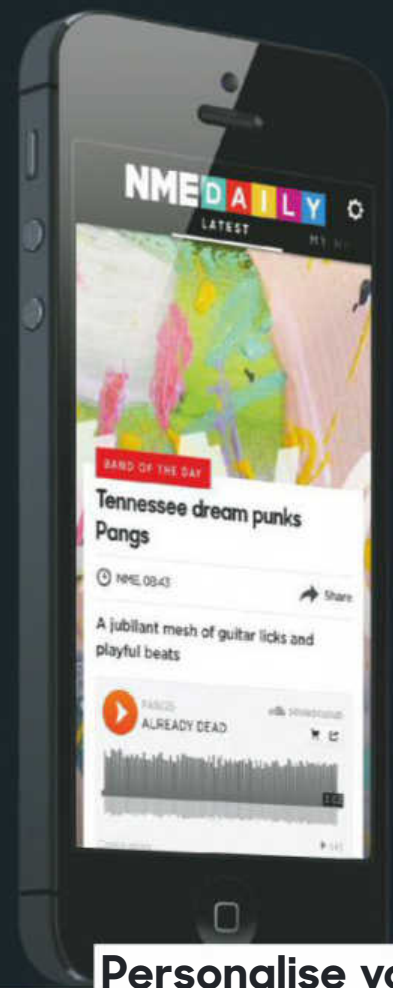 NME DAILY
LATEST
BAND OF THE DAY
Tennessee dream punks
Pangs
NME, 08:43
Share
A jubilant mesh of guitar licks and
playful beats
PANGS
ALREADY DEAD
soundcloud
Personalise